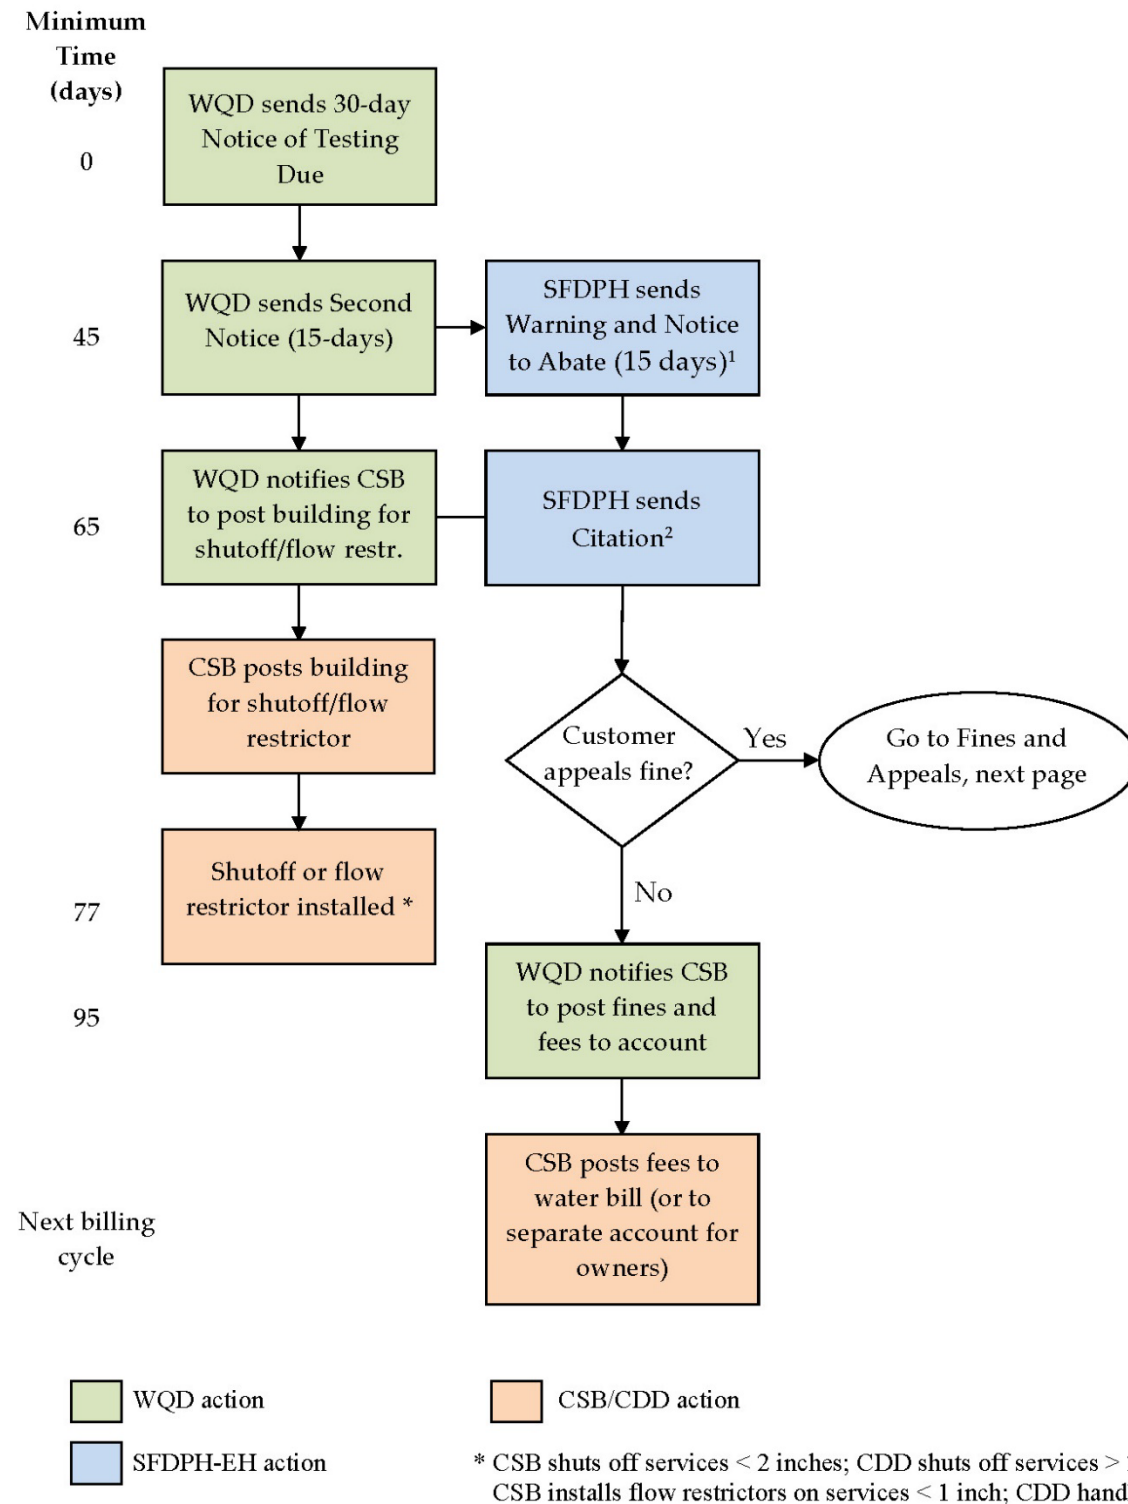 Minimum
Time
(days)
0
WQD sends 30-day
Notice of Testing
Due
45
WQD sends Second
Notice (15-days)
SFDPH sends
Warning and Notice
to Abate (15 days)¹
65
WQD notifies CSB
to post building for
shutoff/flow restr.
SFDPH sends
Citation²
CSB posts building
for shutoff/flow
restrictor
Customer
appeals fine?
Yes
Go to Fines and
Appeals, next page
77
Shutoff or flow
restrictor installed *
No
95
WQD notifies CSB
to post fines and
fees to account
Next billing
cycle
CSB posts fees to
water bill (or to
separate account for
owners)
WQD action
CSB/CDD action
SFDPH-EH action
* CSB shuts off services < 2 inches; CDD shuts off services >
CSB installs flow restrictors on services < 1 inch; CDD